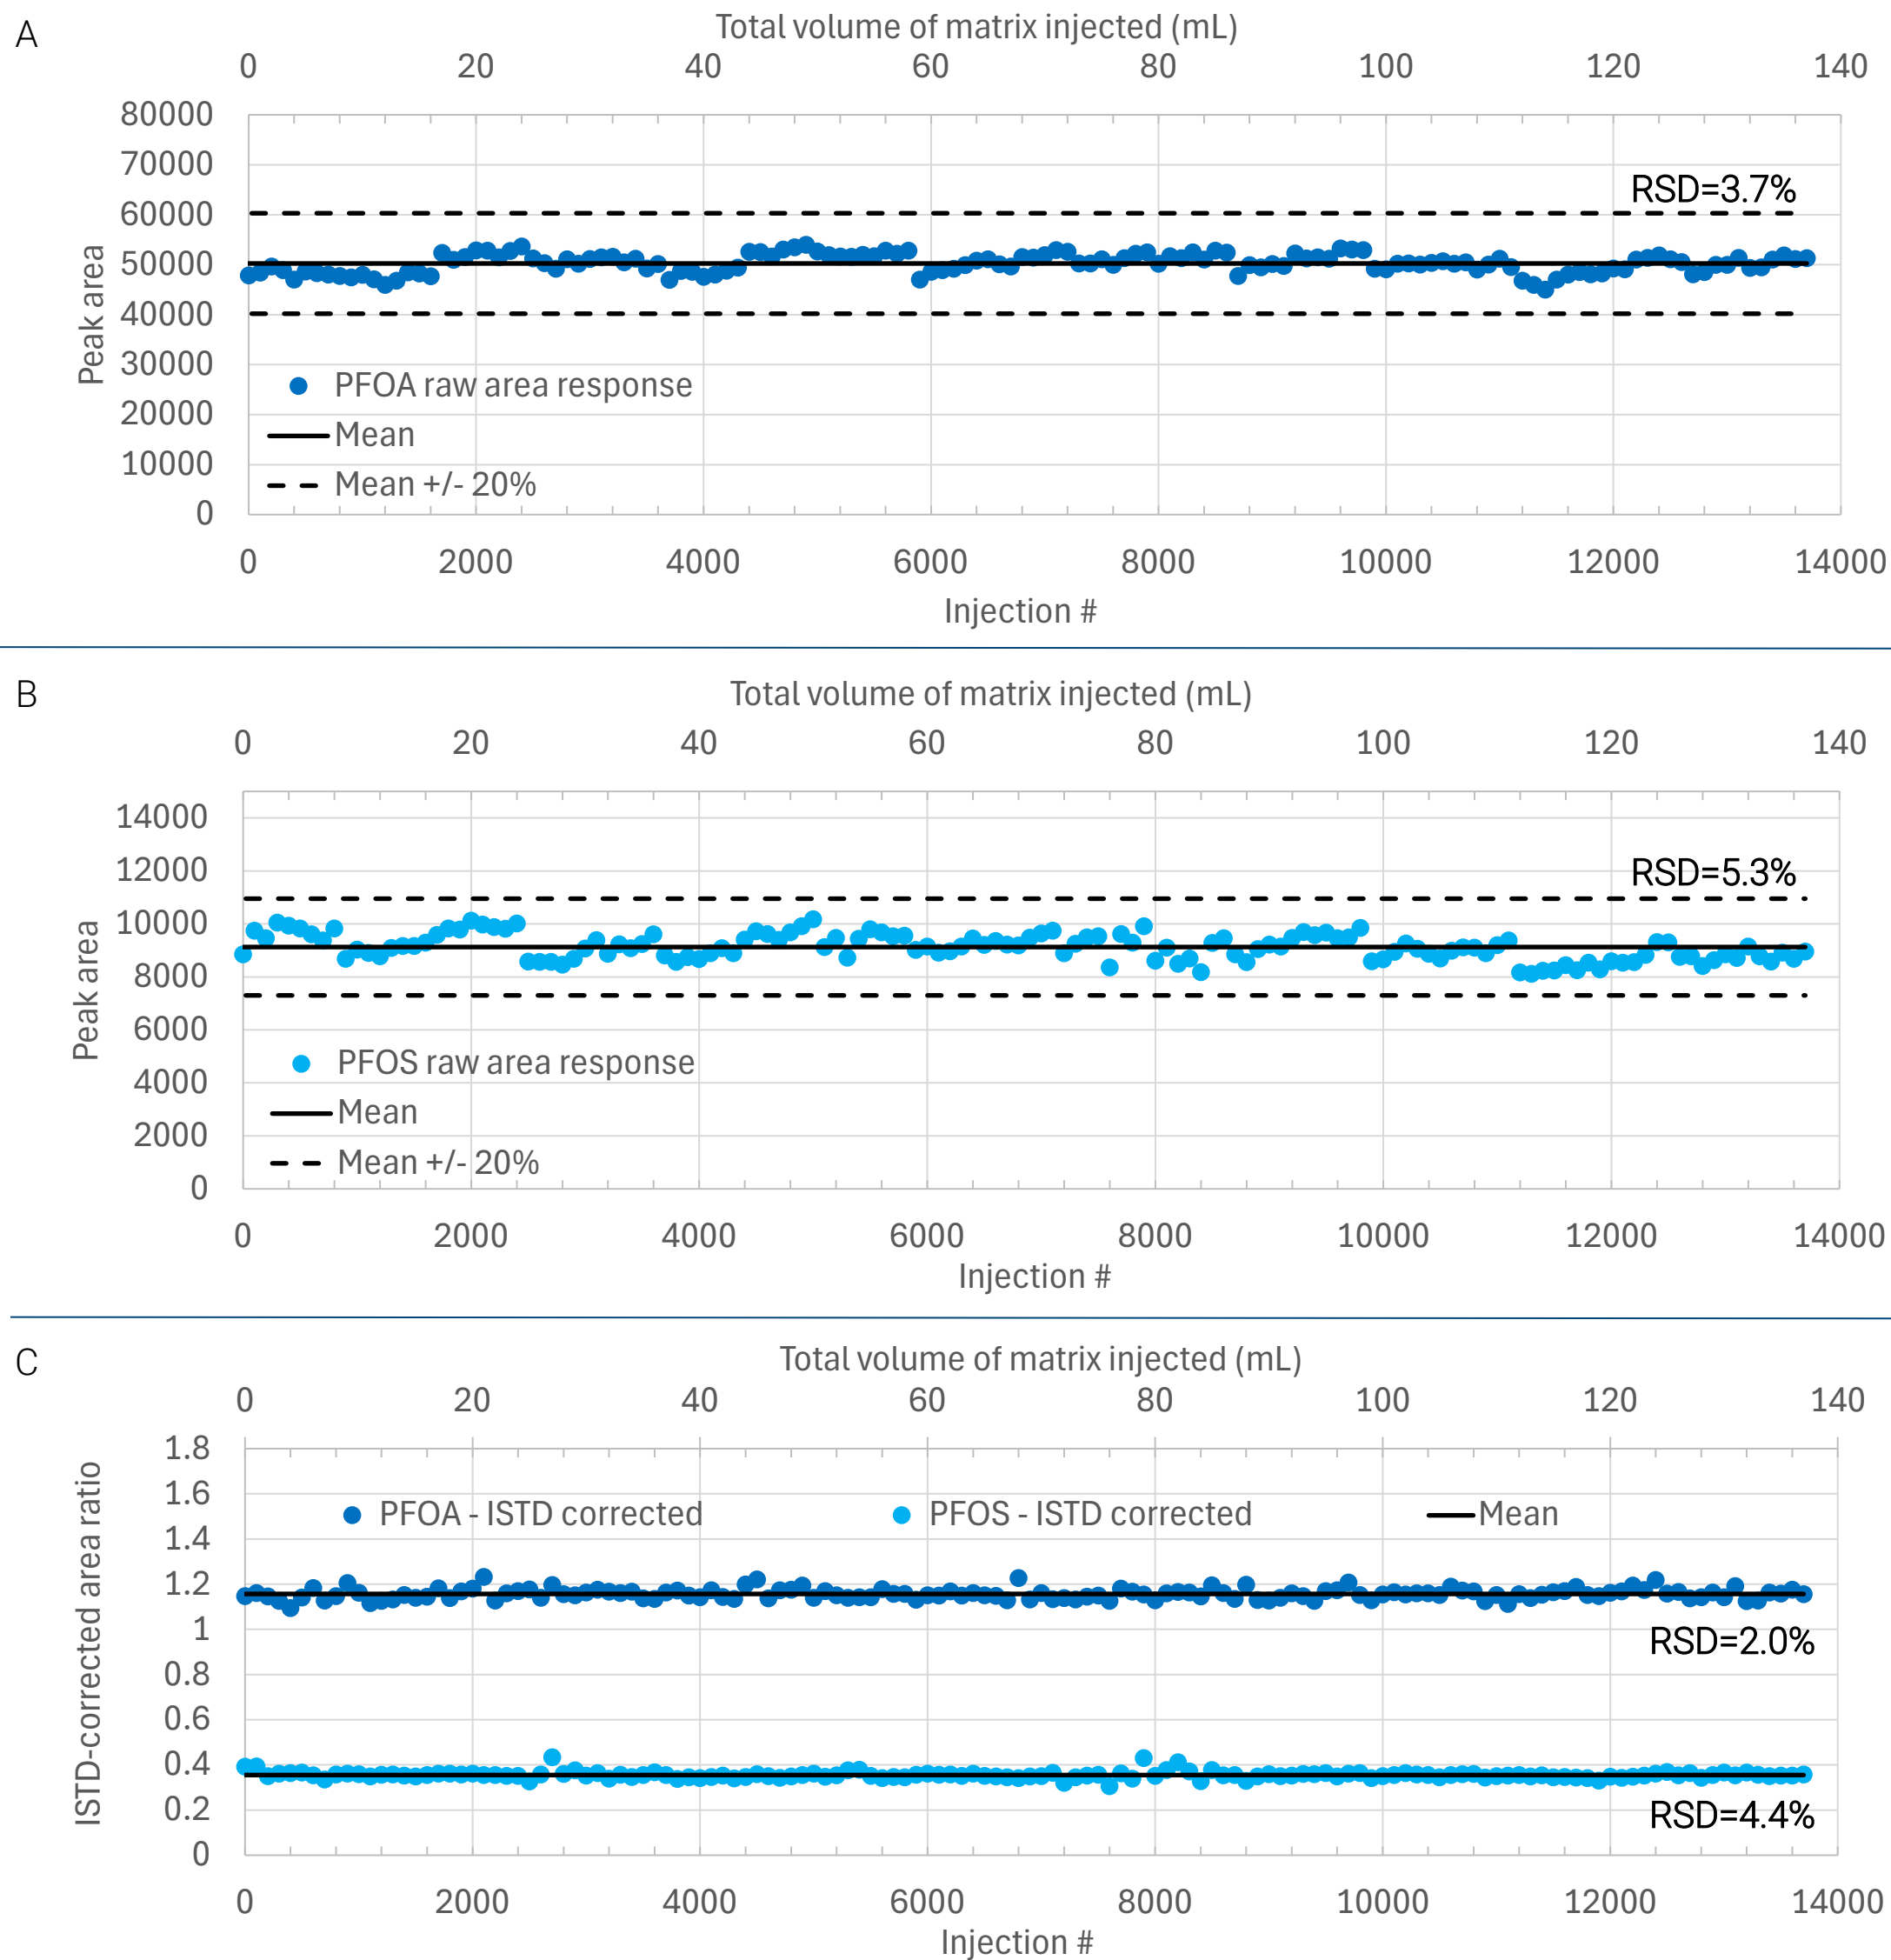 A
Total volume of matrix injected (mL)
0 20 40 60 80 100 120 140
80000
70000
RSD=3.7%
60000
50000
40000
30000
PFOA raw area response
20000
Mean
10000
Mean +/- 20%
0
Peak area
0 2000 4000 6000 8000 10000 12000 14000
Injection #
B
Total volume of matrix injected (mL)
0 20 40 60 80 100 120 140
14000
12000
RSD=5.3%
10000
8000
6000
PFOS raw area response
4000
Mean
2000
Mean +/- 20%
0
Peak area
0 2000 4000 6000 8000 10000 12000 14000
Injection #
C
Total volume of matrix injected (mL)
0 20 40 60 80 100 120 140
1.8
1.6
PFOA - ISTD corrected PFOS - ISTD corrected Mean
1.4
1.2
1
RSD=2.0%
0.8
0.6
0.4
0.2
RSD=4.4%
0
ISTD-corrected area ratio
0 2000 4000 6000 8000 10000 12000 14000
Injection #